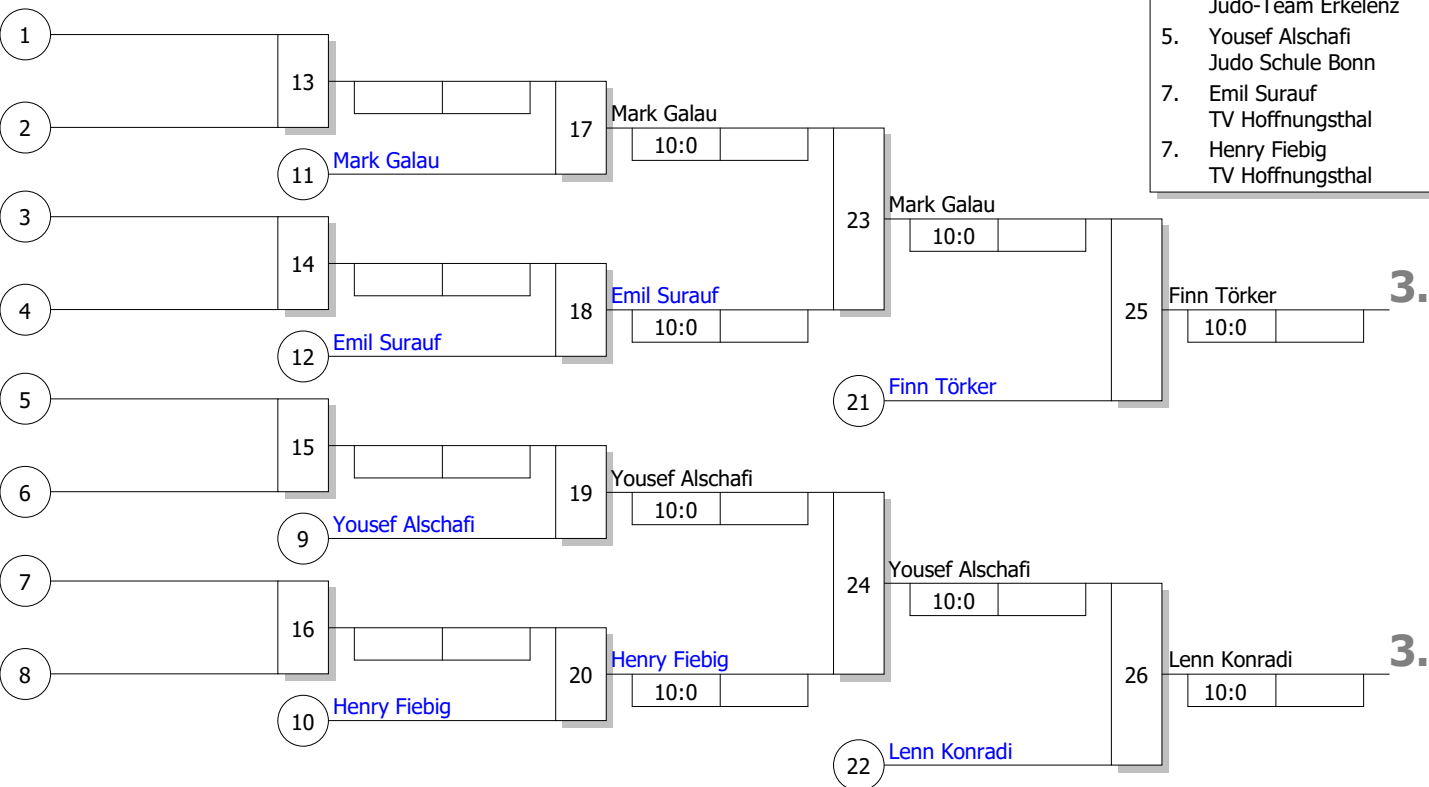 Judo-Team Erkelenz
5. Yousef Alschafi
Judo Schule Bonn
7. Emil Surauf
TV Hoffnungsthal
7. Henry Fiebig
TV Hoffnungsthal
1
13
2
17
Mark Galau
10:0
11
Mark Galau
3
23
Mark Galau
10:0
14
4
18
Emil Surauf
10:0
12
Emil Surauf
25
Finn Törker
3.
10:0
5
21
Finn Törker
15
6
19
Yousef Alschafi
10:0
9
Yousef Alschafi
7
24
Yousef Alschafi
10:0
16
8
20
Henry Fiebig
10:0
10
Henry Fiebig
26
Lenn Konradi
3.
10:0
22
Lenn Konradi